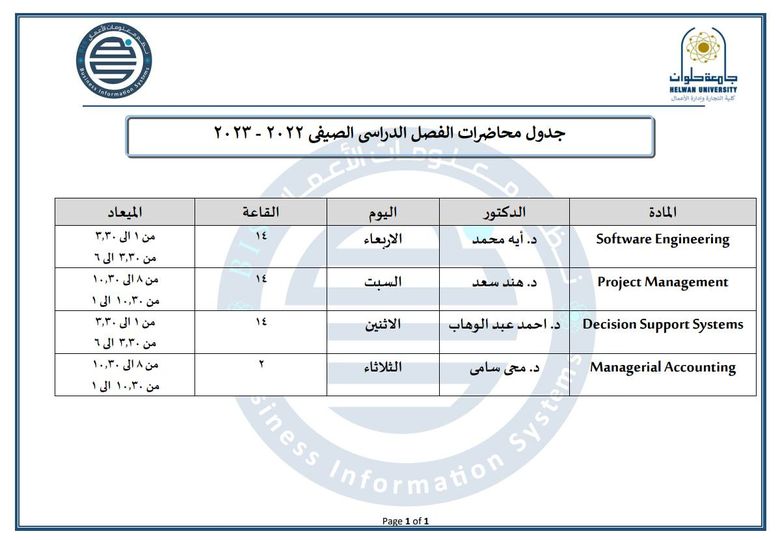 نظم معلومات الأعمال BIS
Business Information Systems
جامعة حلوان
HELWAN UNIVERSITY
كلية التجارة وإدارة الأعمال
جدول محاضرات الفصل الدراسى الصيفى ٢٠٢٢ - ٢٠٢٣
المادة الدكتور اليوم القاعة الميعاد
Software Engineering د. أيه محمد الاربعاء ١٤ من ١ الى ٣,٣٠
من ٣,٣٠ الى ٦
Project Management د. هند سعد السبت ١٤ من ٨ الى ١٠,٣٠
من ١٠,٣٠ الى ١
Decision Support Systems د. احمد عبد الوهاب الاثنين ١٤ من ١ الى ٣,٣٠
من ٣,٣٠ الى ٦
Managerial Accounting د. محى سامى الثلاثاء ٢ من ٨ الى ١٠,٣٠
من ١٠,٣٠ الى ١
Page 1 of 1